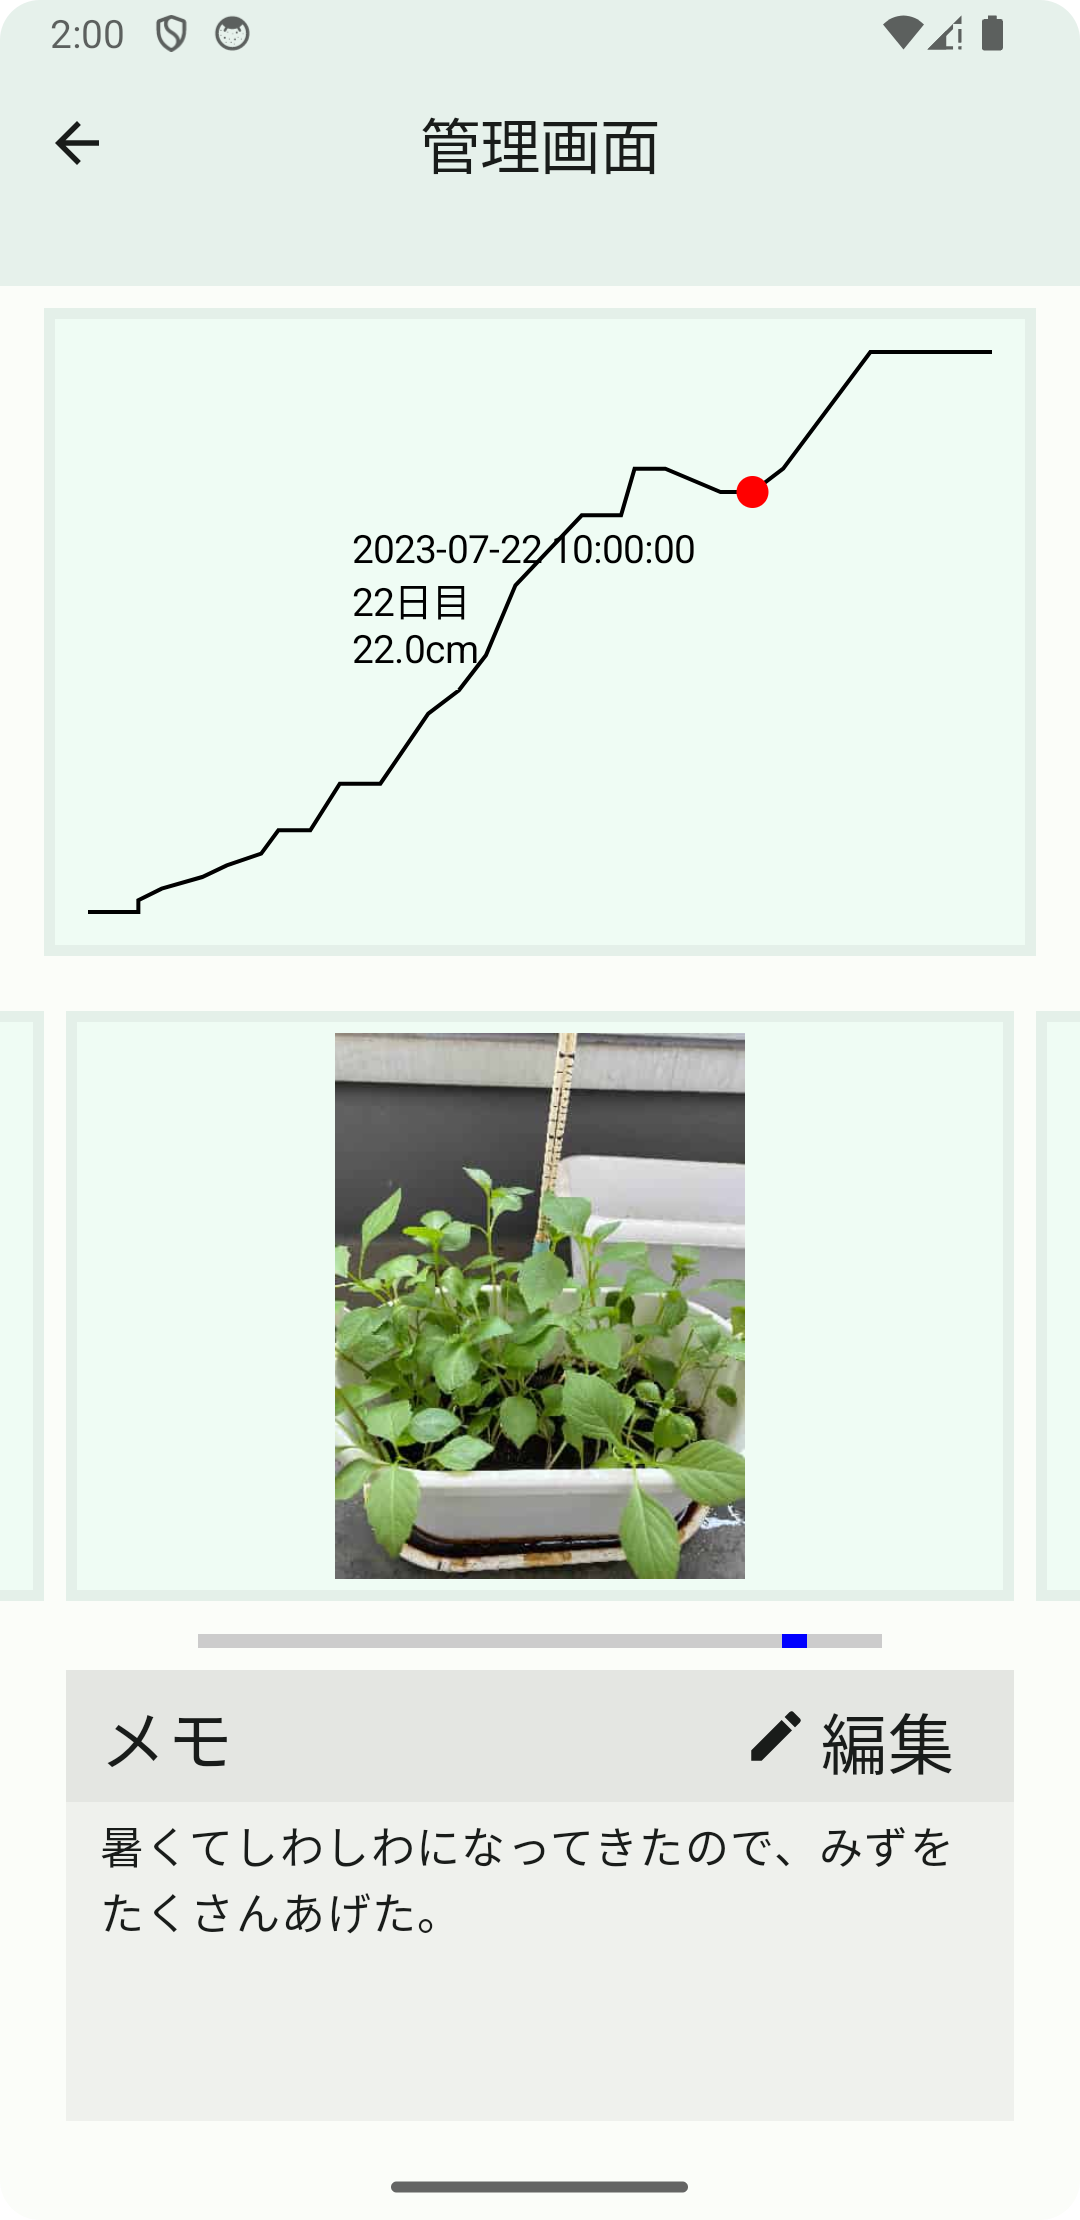 2:00
管理画面
2023-07-22 10:00:00
22日目
22.0cm
メモ
編集
暑くてしわしわになってきたので、みずを
たくさんあげた。